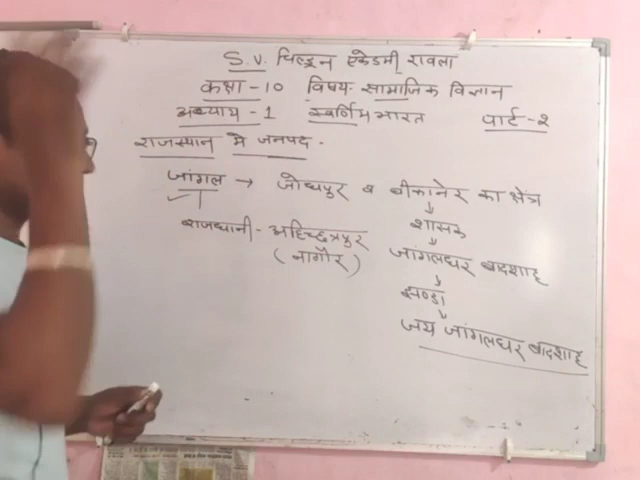 S.V. चिल्ड्रन एकेडमी रावला
कक्षा -10 विषय- सामाजिक विज्ञान
अध्याय -1 स्वर्णिम भारत पार्ट-2
राजस्थान मे जनपद -
जांगल → जोधपुर व बीकानेर का क्षेत्र
शासक
राजधानी - अहिच्छत्रपुर
(नागौर)
जांगलधर बादशाह
झण्डा
जय जांगलधर बादशाह